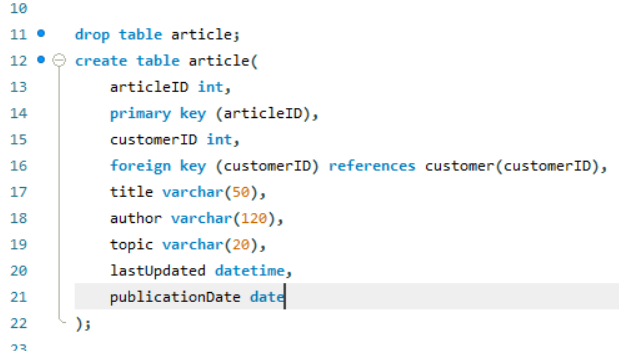 10
11 drop table article;
12 create table article(
13 articleID int,
14 primary key (articleID),
15 customerID int,
16 foreign key (customerID) references customer(customerID),
17 title varchar(50),
18 author varchar(120),
19 topic varchar(20),
20 lastUpdated datetime,
21 publicationDate date
22 );
23